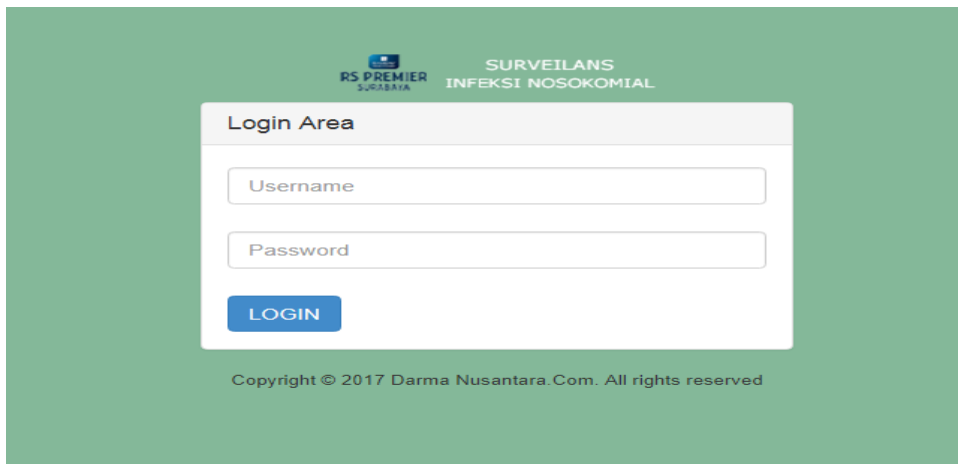 SURVEILANS
RS PREMIER
SURABAYA
INFEKSI NOSOKOMIAL
Login Area
Username
Password
LOGIN
Copyright © 2017 Darma Nusantara.Com. All rights reserved